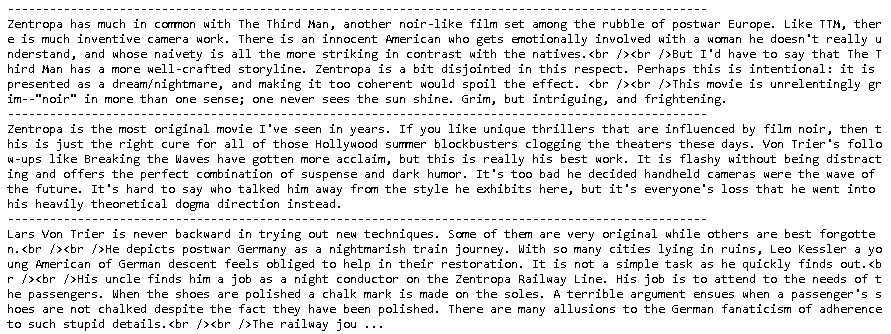 ----------------------------------------------------------------------------------------------------
Zentropa has much in common with The Third Man, another noir-like film set among the rubble of postwar Europe. Like TTM, ther
e is much inventive camera work. There is an innocent American who gets emotionally involved with a woman he doesn't really u
nderstand, and whose naivety is all the more striking in contrast with the natives.<br /><br />But I'd have to say that The T
hird Man has a more well-crafted storyline. Zentropa is a bit disjointed in this respect. Perhaps this is intentional: it is
presented as a dream/nightmare, and making it too coherent would spoil the effect. <br /><br />This movie is unrelentingly gr
im--"noir" in more than one sense; one never sees the sun shine. Grim, but intriguing, and frightening.
----------------------------------------------------------------------------------------------------
Zentropa is the most original movie I've seen in years. If you like unique thrillers that are influenced by film noir, then t
his is just the right cure for all of those Hollywood summer blockbusters clogging the theaters these days. Von Trier's follo
w-ups like Breaking the Waves have gotten more acclaim, but this is really his best work. It is flashy without being distract
ing and offers the perfect combination of suspense and dark humor. It's too bad he decided handheld cameras were the wave of
the future. It's hard to say who talked him away from the style he exhibits here, but it's everyone's loss that he went into
his heavily theoretical dogma direction instead.
----------------------------------------------------------------------------------------------------
Lars Von Trier is never backward in trying out new techniques. Some of them are very original while others are best forgotte
n.<br /><br />He depicts postwar Germany as a nightmarish train journey. With so many cities lying in ruins, Leo Kessler a yo
ung American of German descent feels obliged to help in their restoration. It is not a simple task as he quickly finds out.<b
r /><br />His uncle finds him a job as a night conductor on the Zentropa Railway Line. His job is to attend to the needs of t
he passengers. When the shoes are polished a chalk mark is made on the soles. A terrible argument ensues when a passenger's s
hoes are not chalked despite the fact they have been polished. There are many allusions to the German fanaticism of adherence
to such stupid details.<br /><br />The railway jou ...